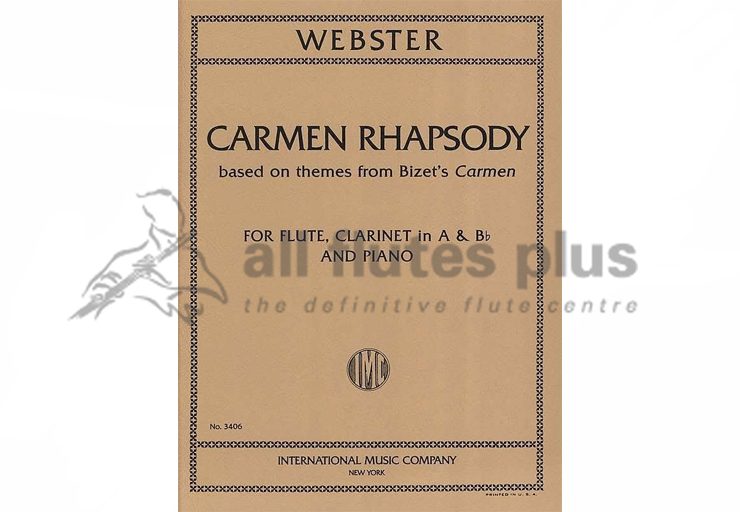 WEBSTER
CARMEN RHAPSODY
based on themes from Bizet's Carmen
FOR FLUTE, CLARINET in A & B♭
AND PIANO
all flutes plus
the definitive flute centre
IMC
No. 3406
INTERNATIONAL MUSIC COMPANY
NEW YORK
PRINTED IN U. S. A.